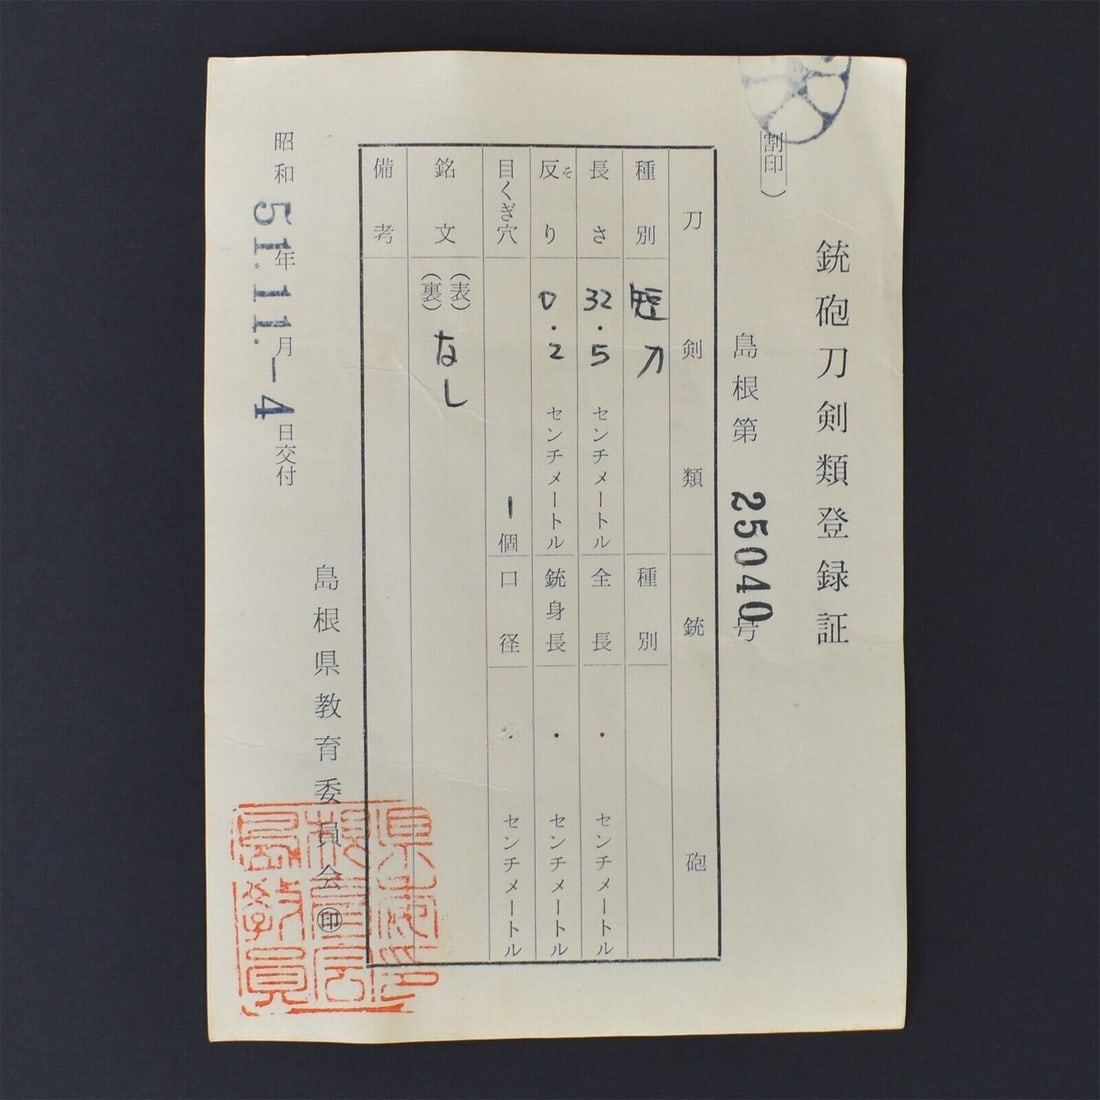 銃砲刀剣類登録証
（割印）
島根第 25040 号
刀剣類
銃砲
種別 短刀
種別
長さ 32.5 センチメートル
全長 . センチメートル
反り そ 0.2 センチメートル
銃身長 . センチメートル
目くぎ穴 1 個
口径 . センチメートル
銘文 （表）
（裏） なし
備考
島根県教育委員会 ㊞
昭和 51年11月-4日交付